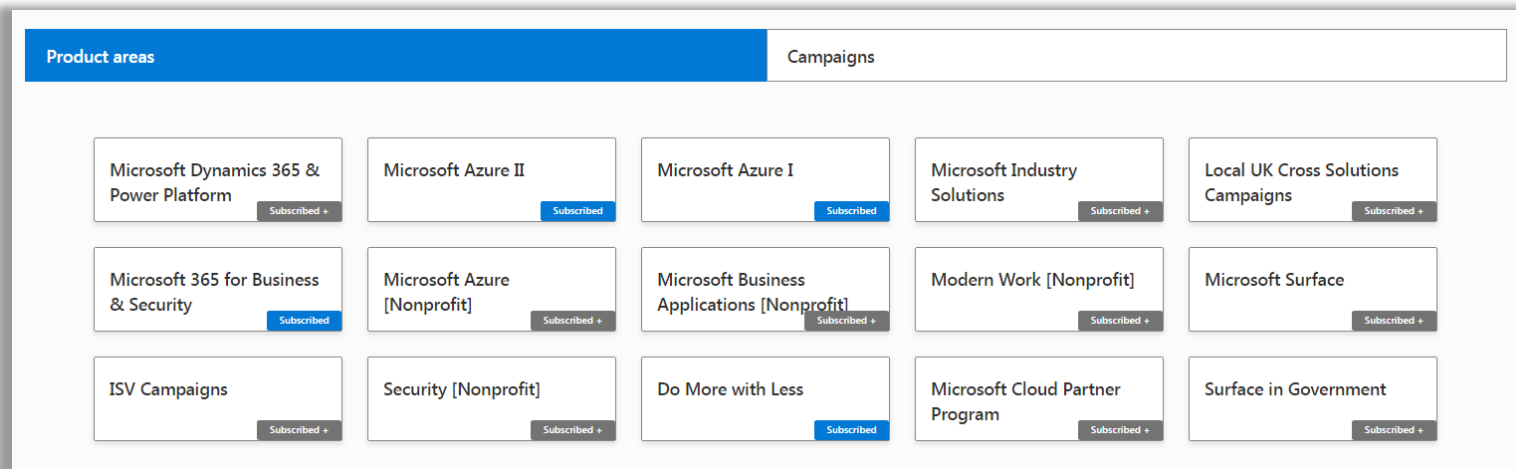 Product areas
Campaigns
Microsoft Dynamics 365 &
Power Platform
Subscribed +
Microsoft Azure II
Subscribed
Microsoft Azure I
Subscribed
Microsoft Industry
Solutions
Subscribed +
Local UK Cross Solutions
Campaigns
Subscribed +
Microsoft 365 for Business
& Security
Subscribed
Microsoft Azure
[Nonprofit]
Subscribed +
Microsoft Business
Applications [Nonprofit]
Subscribed +
Modern Work [Nonprofit]
Subscribed +
Microsoft Surface
Subscribed +
ISV Campaigns
Subscribed +
Security [Nonprofit]
Subscribed +
Do More with Less
Subscribed
Microsoft Cloud Partner
Program
Subscribed +
Surface in Government
Subscribed +